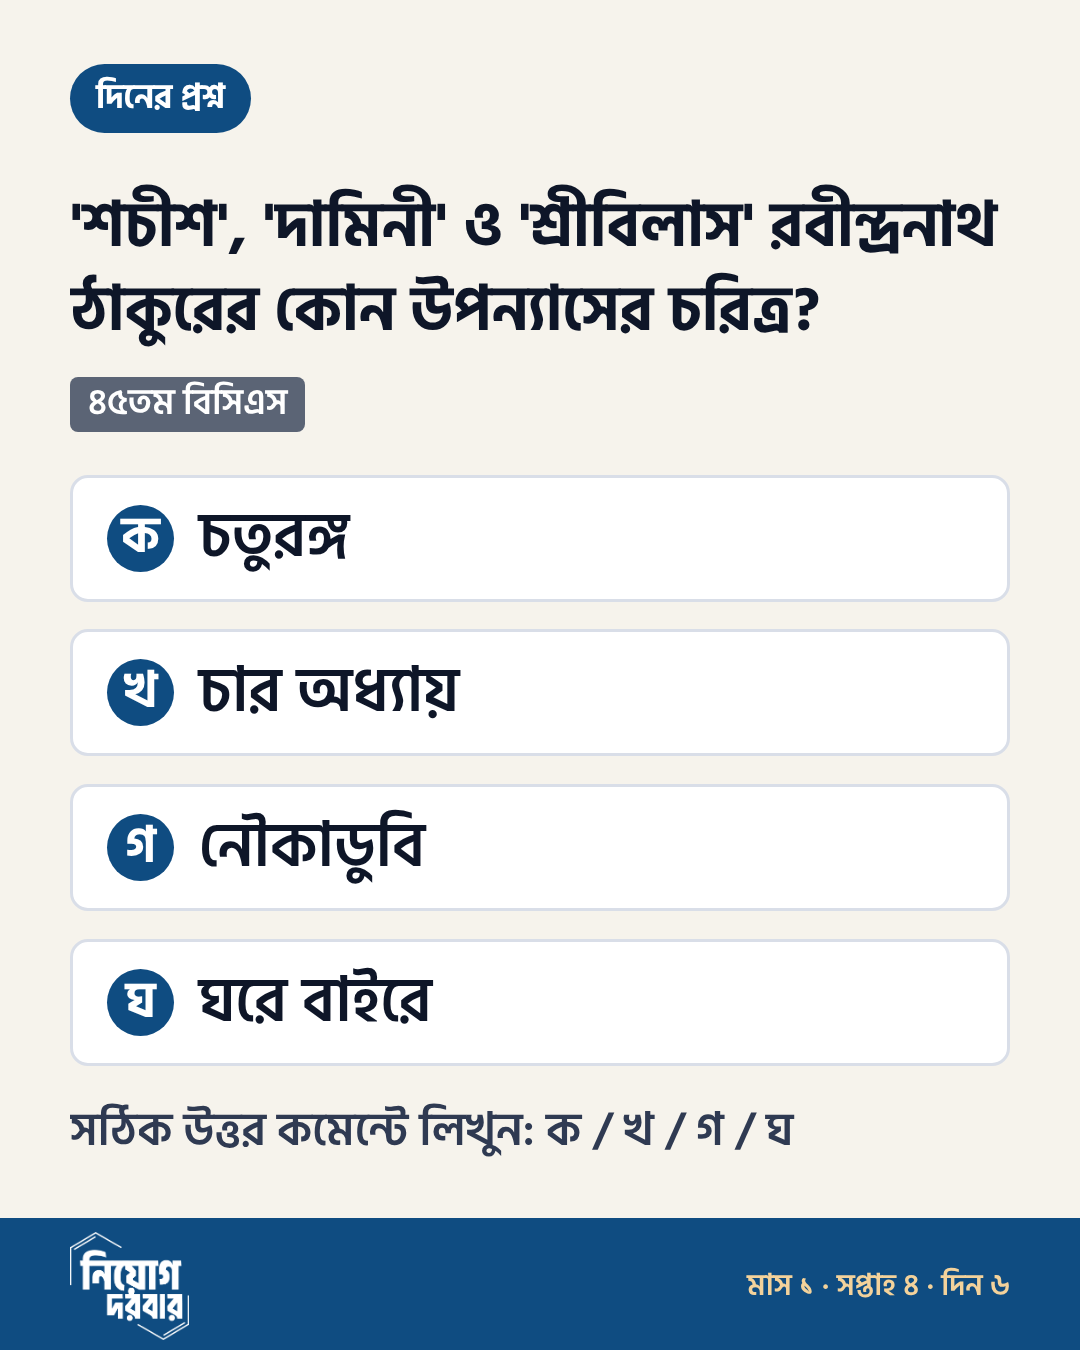 দিনের প্রশ্ন
'শচীশ', 'দামিনী' ও 'শ্রীবিলাস' রবীন্দ্রনাথ
ঠাকুরের কোন উপন্যাসের চরিত্র?
৪৫তম বিসিএস
ক চতুরঙ্গ
খ চার অধ্যায়
গ নৌকাডুবি
ঘ ঘরে বাইরে
সঠিক উত্তর কমেন্টে লিখুন: ক / খ / গ / ঘ
নিয়োগ
দরবার
মাস ১ · সপ্তাহ ৪ · দিন ৬